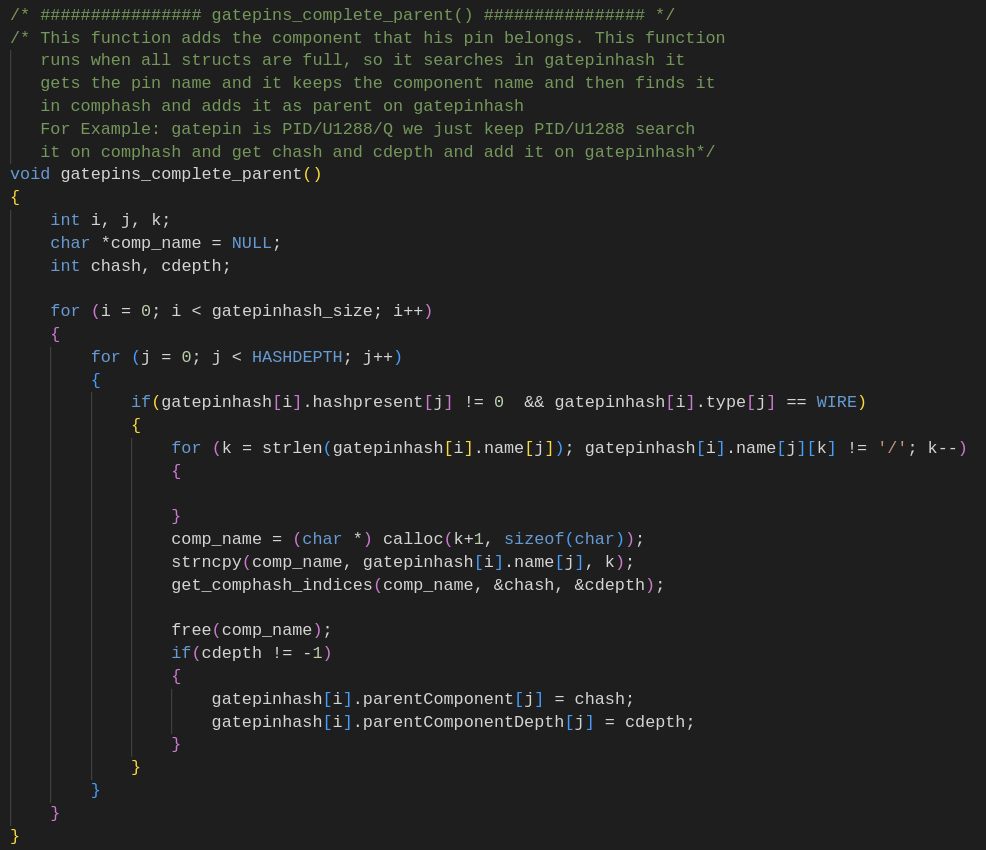 /* ################ gatepins_complete_parent() ################ */
/* This function adds the component that his pin belongs. This function
   runs when all structs are full, so it searches in gatepinhash it
   gets the pin name and it keeps the component name and then finds it
   in comphash and adds it as parent on gatepinhash
   For Example: gatepin is PID/U1288/Q we just keep PID/U1288 search
   it on comphash and get chash and cdepth and add it on gatepinhash*/
void gatepins_complete_parent()
{
    int i, j, k;
    char *comp_name = NULL;
    int chash, cdepth;

    for (i = 0; i < gatepinhash_size; i++)
    {
        for (j = 0; j < HASHDEPTH; j++)
        {
            if(gatepinhash[i].hashpresent[j] != 0  && gatepinhash[i].type[j] == WIRE)
            {
                for (k = strlen(gatepinhash[i].name[j]); gatepinhash[i].name[j][k] != '/'; k--)
                {

                }
                comp_name = (char *) calloc(k+1, sizeof(char));
                strncpy(comp_name, gatepinhash[i].name[j], k);
                get_comphash_indices(comp_name, &chash, &cdepth);

                free(comp_name);
                if(cdepth != -1)
                {
                    gatepinhash[i].parentComponent[j] = chash;
                    gatepinhash[i].parentComponentDepth[j] = cdepth;
                }
            }
        }
    }
}